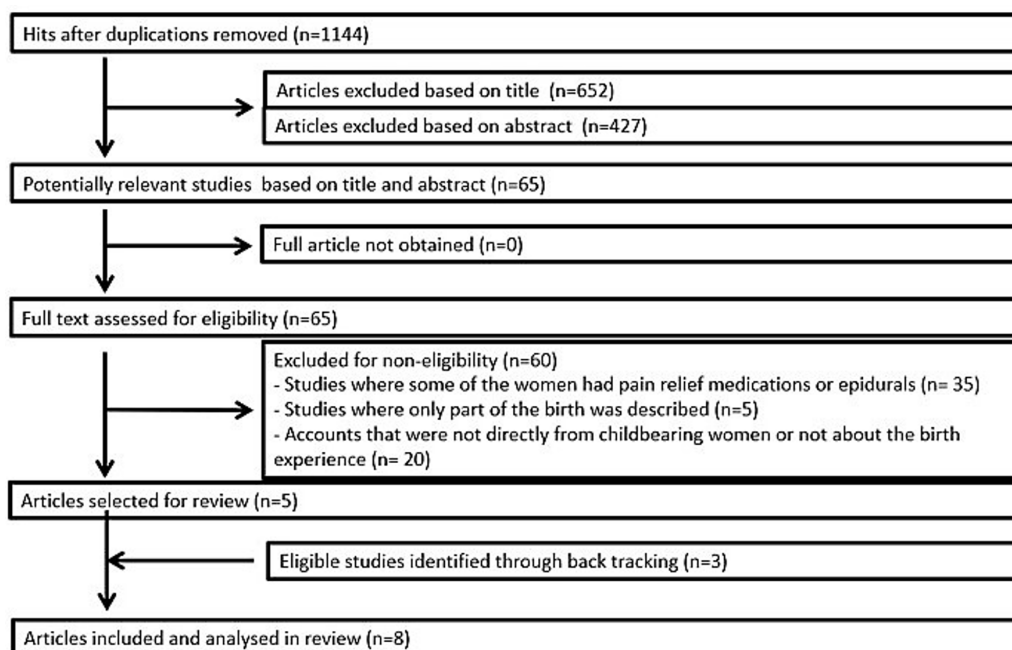 Hits after duplications removed (n=1144)
Articles excluded based on title (n=652)
Articles excluded based on abstract (n=427)
Potentially relevant studies based on title and abstract (n=65)
Full article not obtained (n=0)
Full text assessed for eligibility (n=65)
Excluded for non-eligibility (n=60)
- Studies where some of the women had pain relief medications or epidurals (n= 35)
- Studies where only part of the birth was described (n=5)
- Accounts that were not directly from childbearing women or not about the birth
experience (n= 20)
Articles selected for review (n=5)
Eligible studies identified through back tracking (n=3)
Articles included and analysed in review (n=8)